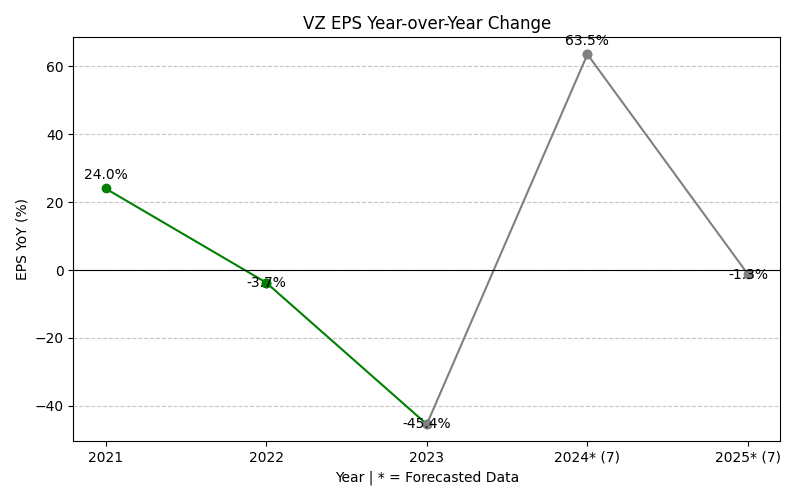 VZ EPS Year-over-Year Change
63.5%
60
40
24.0%
20
EPS YoY (%)
0
-1.3%
-3.7%
−20
−40
-45.4%
2021 2022 2023 2024* (7) 2025* (7)
Year | * = Forecasted Data